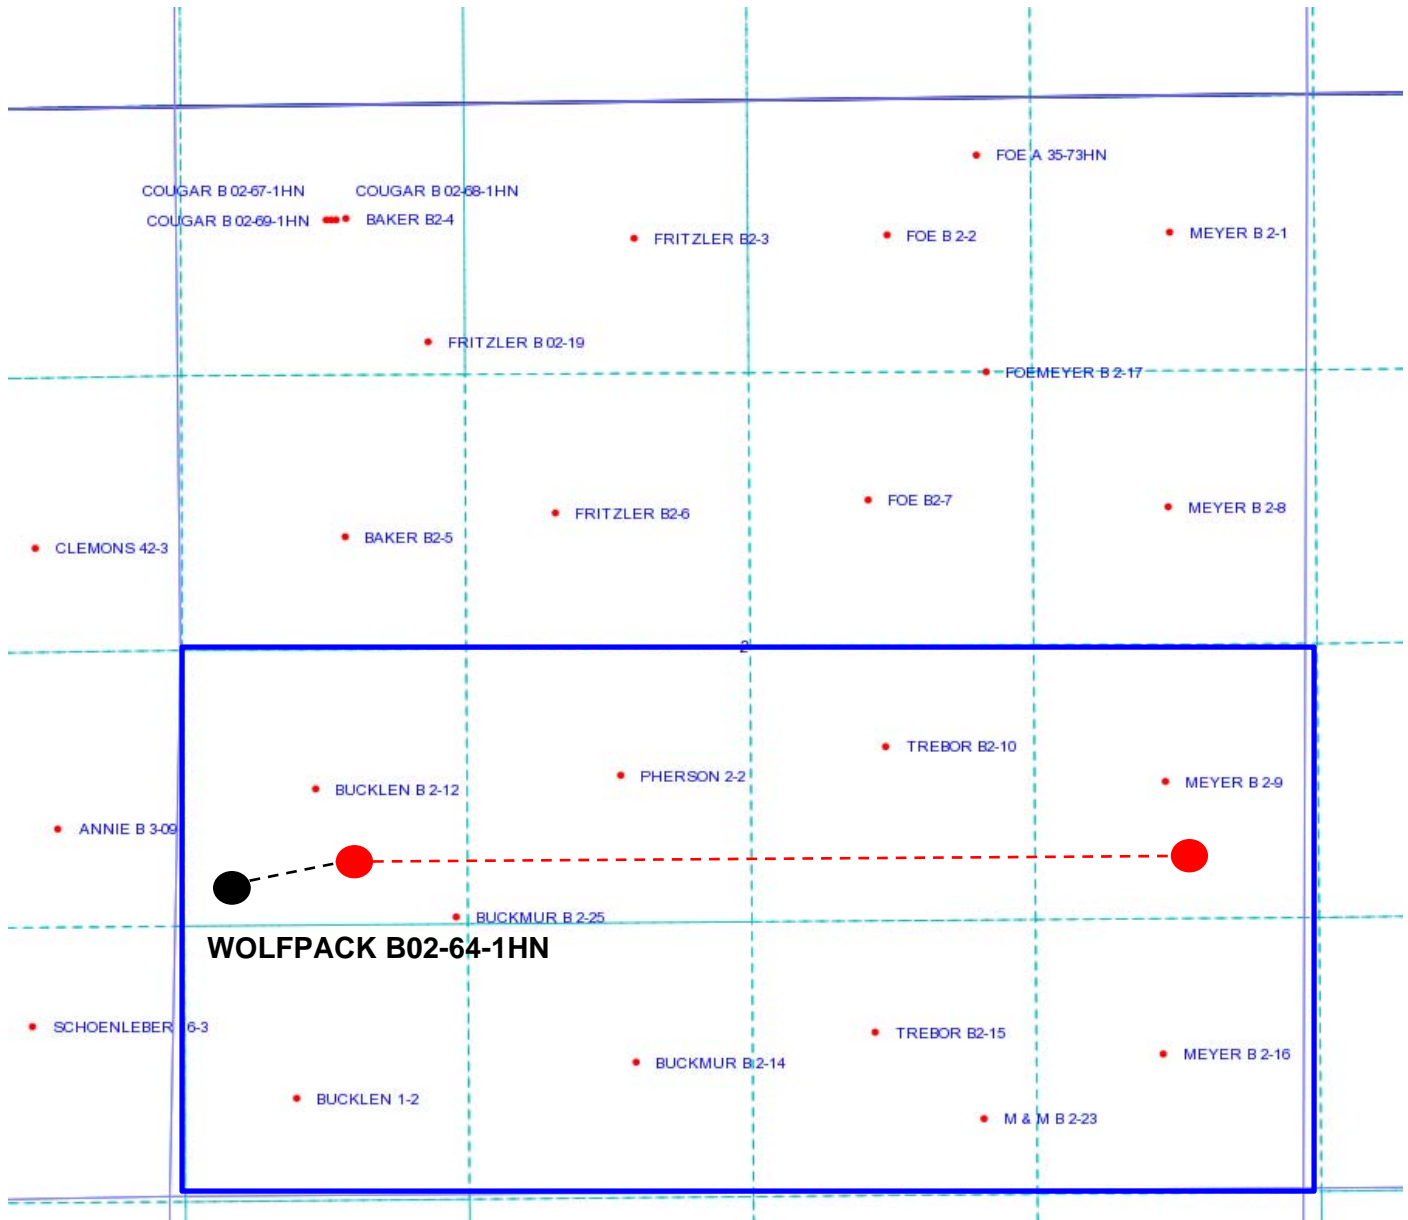 FOE A 35-73HN
COUGAR B 02-67-1HN
COUGAR B 02-68-1HN
COUGAR B 02-69-1HN
BAKER B2-4
FRITZLER B2-3
FOE B 2-2
MEYER B 2-1
FRITZLER B 02-19
FOEMEYER B 2-17
FOE B2-7
MEYER B 2-8
FRITZLER B2-6
BAKER B2-5
CLEMONS 42-3
2
TREBOR B2-10
PHERSON 2-2
MEYER B 2-9
BUCKLEN B 2-12
ANNIE B 3-09
BUCKMUR B 2-25
WOLFPACK B02-64-1HN
SCHOENLEBER 6-3
TREBOR B2-15
MEYER B 2-16
BUCKMUR B 2-14
BUCKLEN 1-2
M & M B 2-23